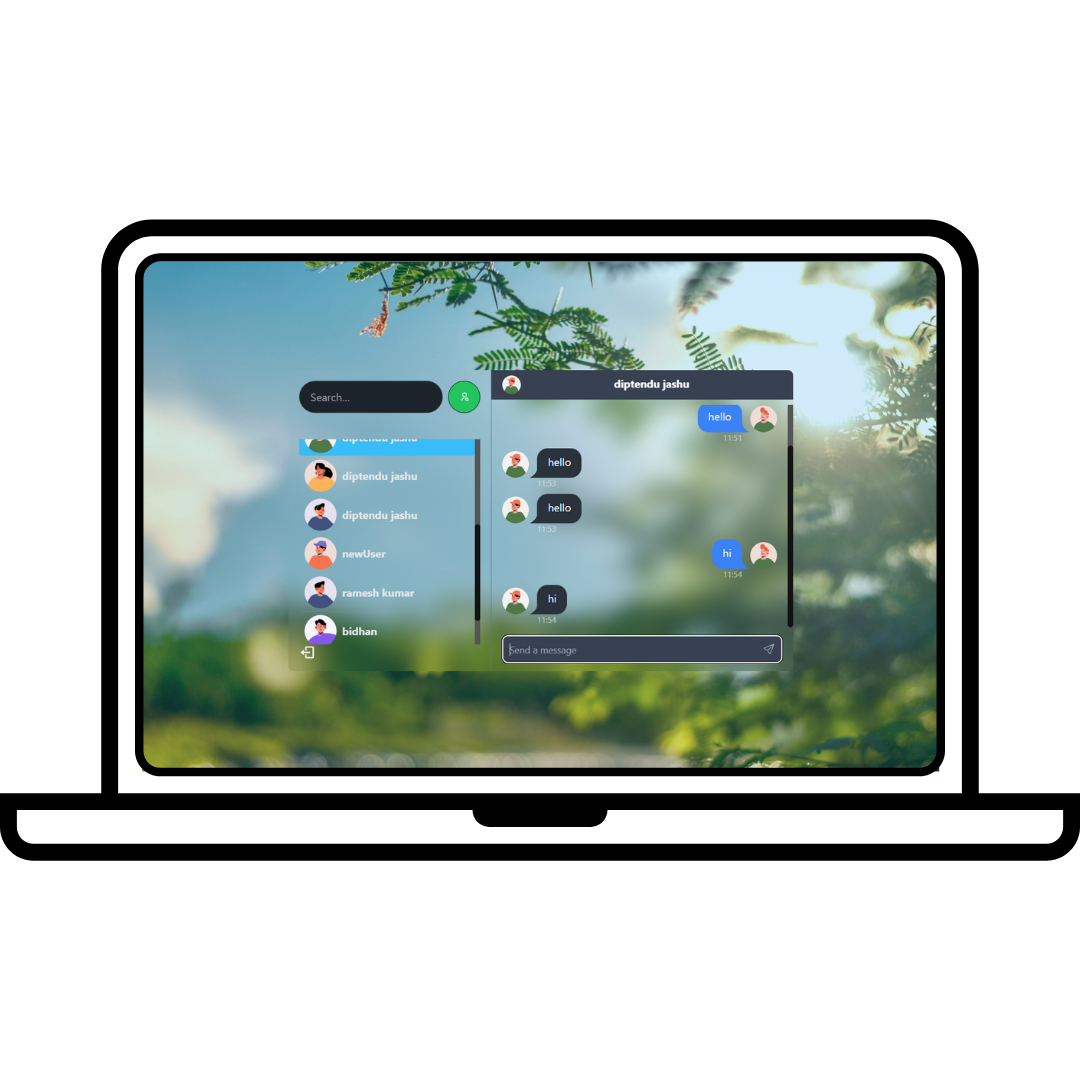 Search...
diptendu jashu
diptendu jashu
diptendu jashu
newUser
ramesh kumar
bidhan
diptendu jashu
hello
11:51
hello
11:53
hello
11:53
hi
11:54
hi
11:54
Send a message